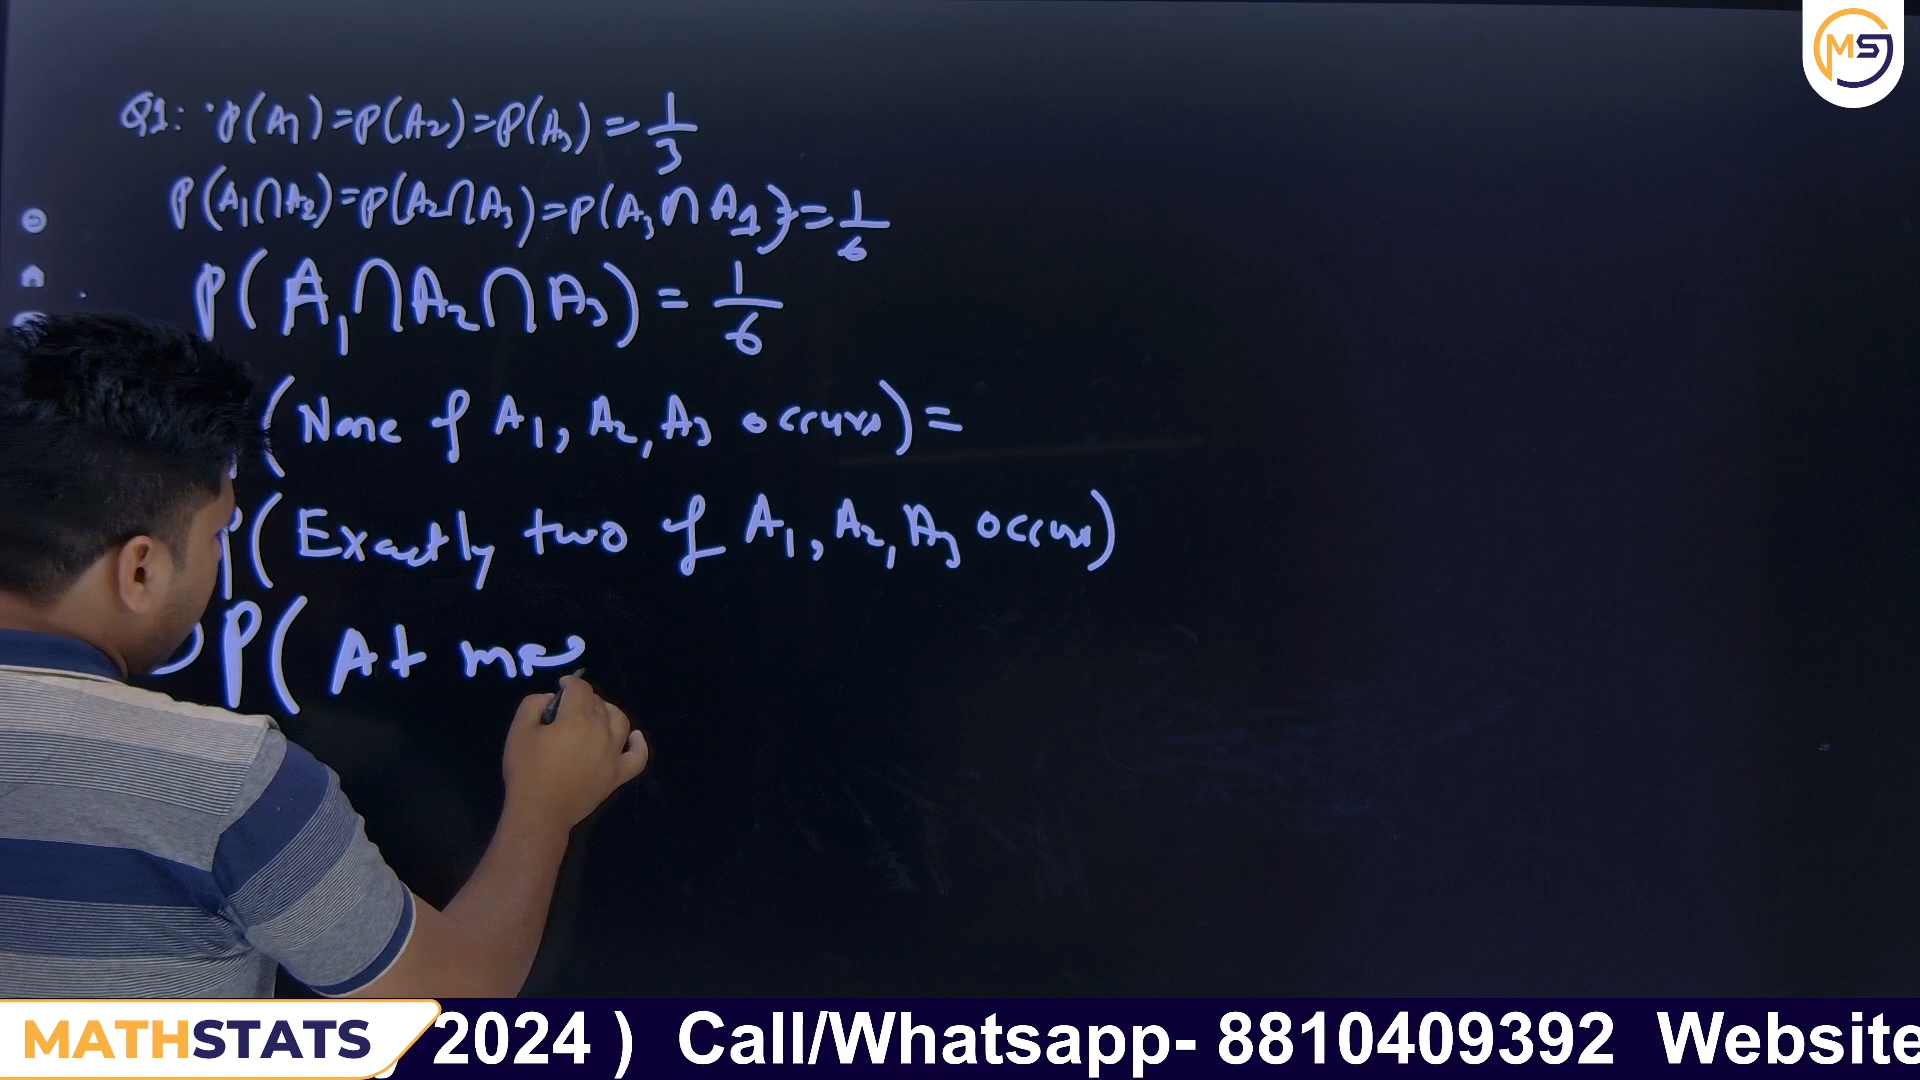 MS
Q1: P(A₁)=P(A₂)=P(A₃)=1/3
P(A₁∩A₂)=P(A₂∩A₃)=P(A₃∩A₁)=1/6
P(A₁∩A₂∩A₃)=1/6
(None of A₁, A₂, A₃ occurs)=
P(Exactly two of A₁, A₂, A₃ occurs)
P(At
MATHSTATS
2024 ) Call/Whatsapp- 8810409392 Website